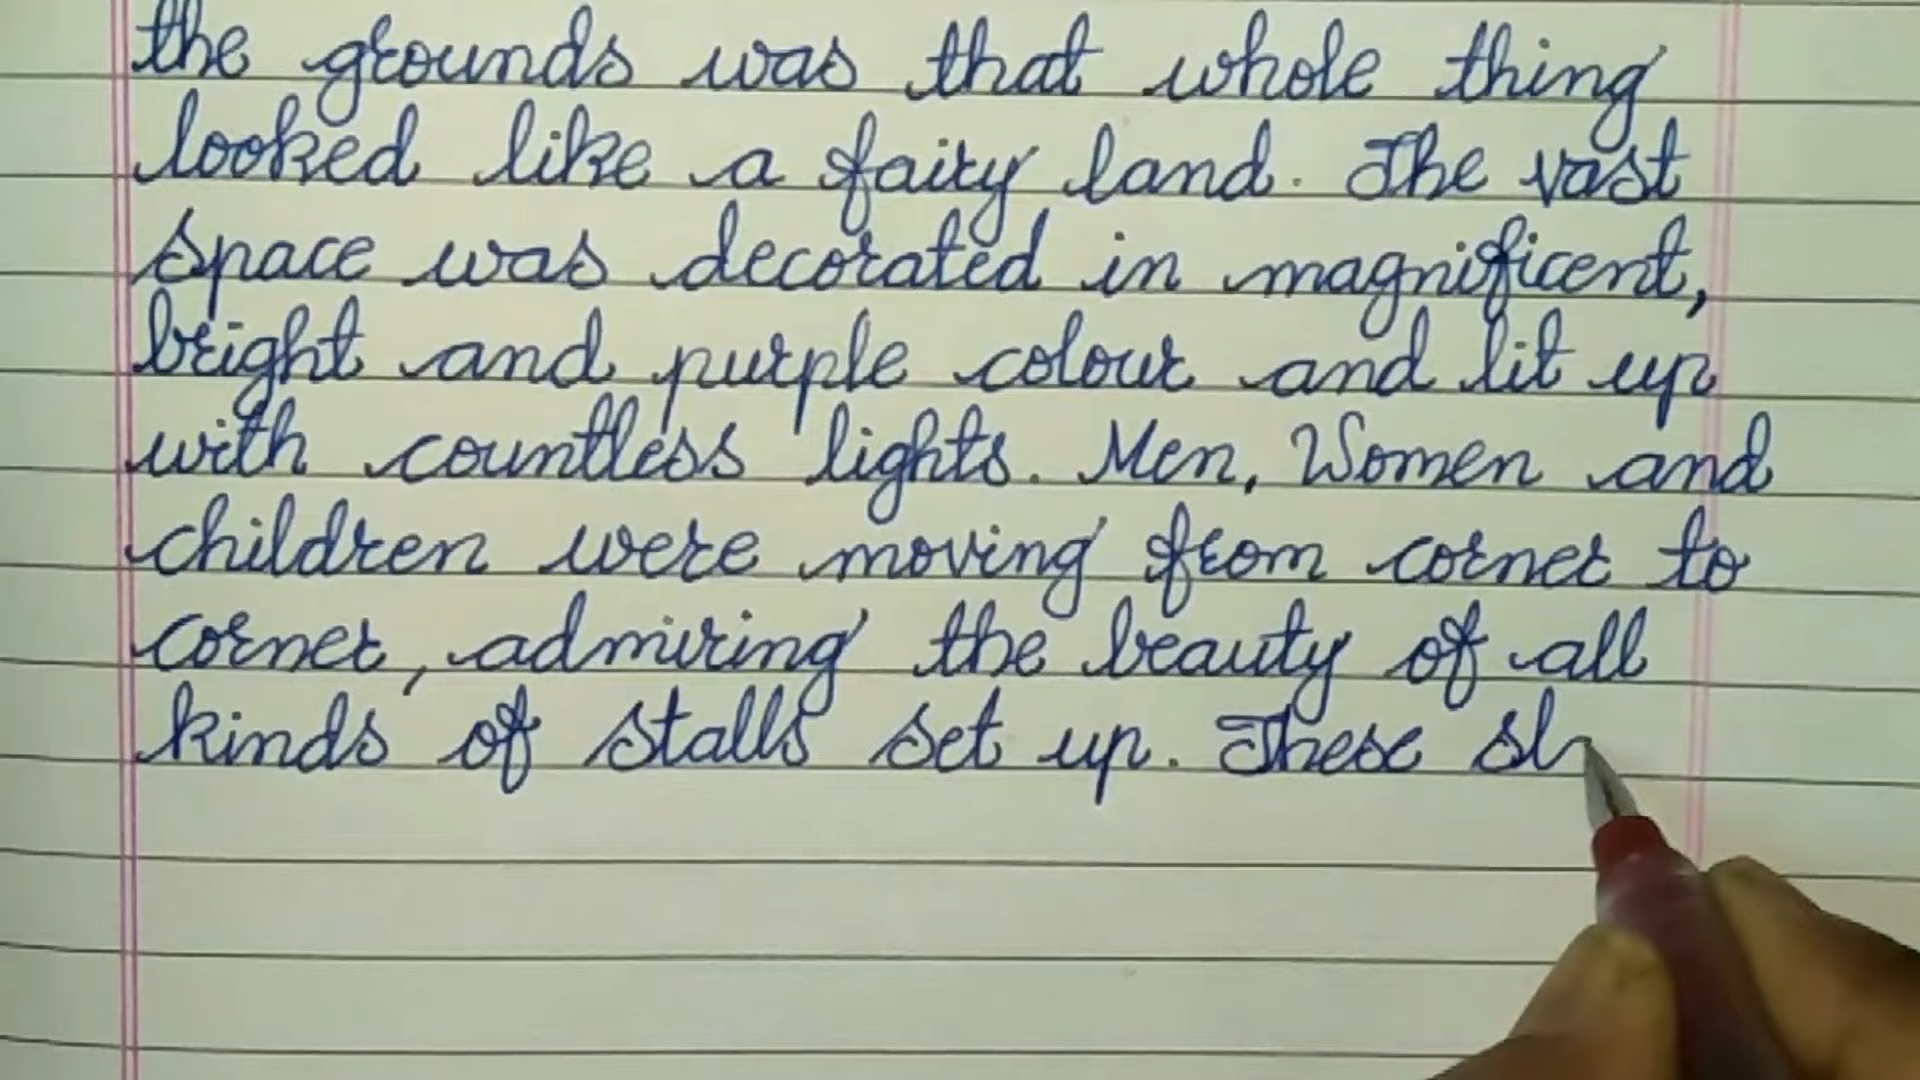 the grounds was that whole thing
looked like a fairy land. The vast
space was decorated in magnificent,
bright and purple colour and lit up
with countless lights. Men, Women and
children were moving from corner to
corner, admiring the beauty of all
kinds of stalls set up. These